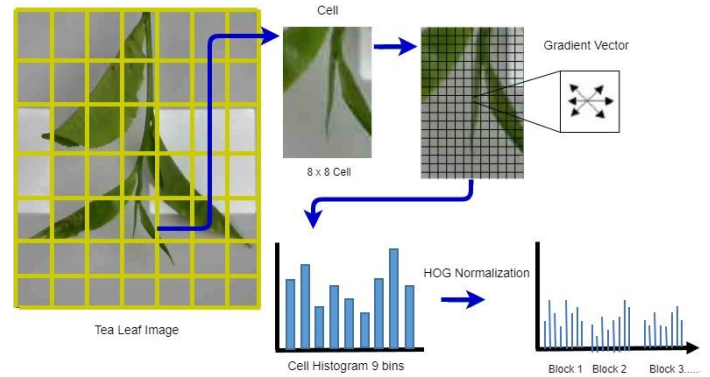 Cell
Gradient Vector
8 x 8 Cell
HOG Normalization
Tea Leaf Image
Cell Histogram 9 bins
Block 1 Block 2 Block 3.....